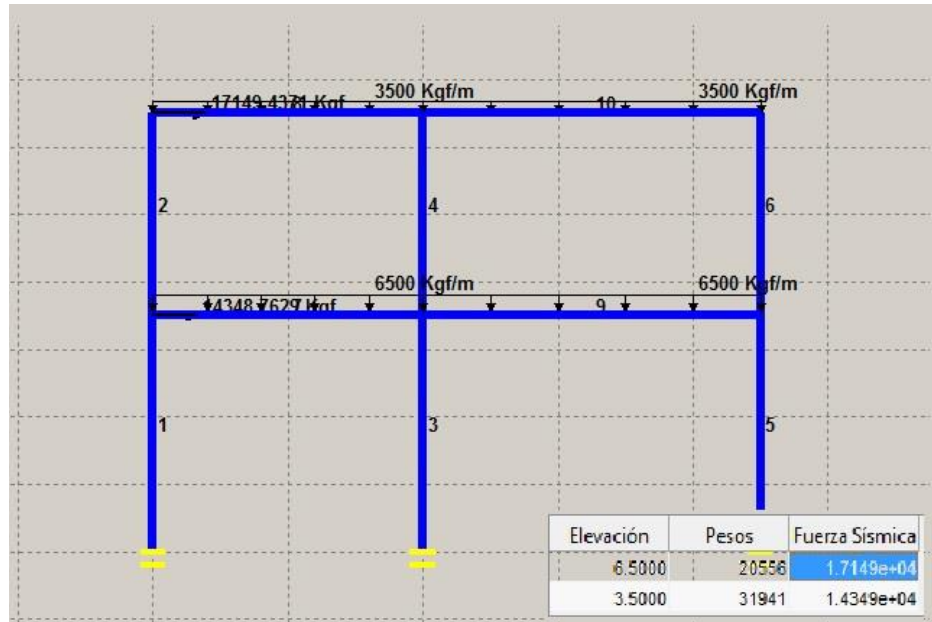 3500 Kgf/m 3500 Kgf/m
10
2 4 6
6500 Kgf/m 6500 Kgf/m
9
1 3 5
Elevación Pesos Fuerza Sísmica
6.5000 20556 1.7149e+04
3.5000 31941 1.4349e+04